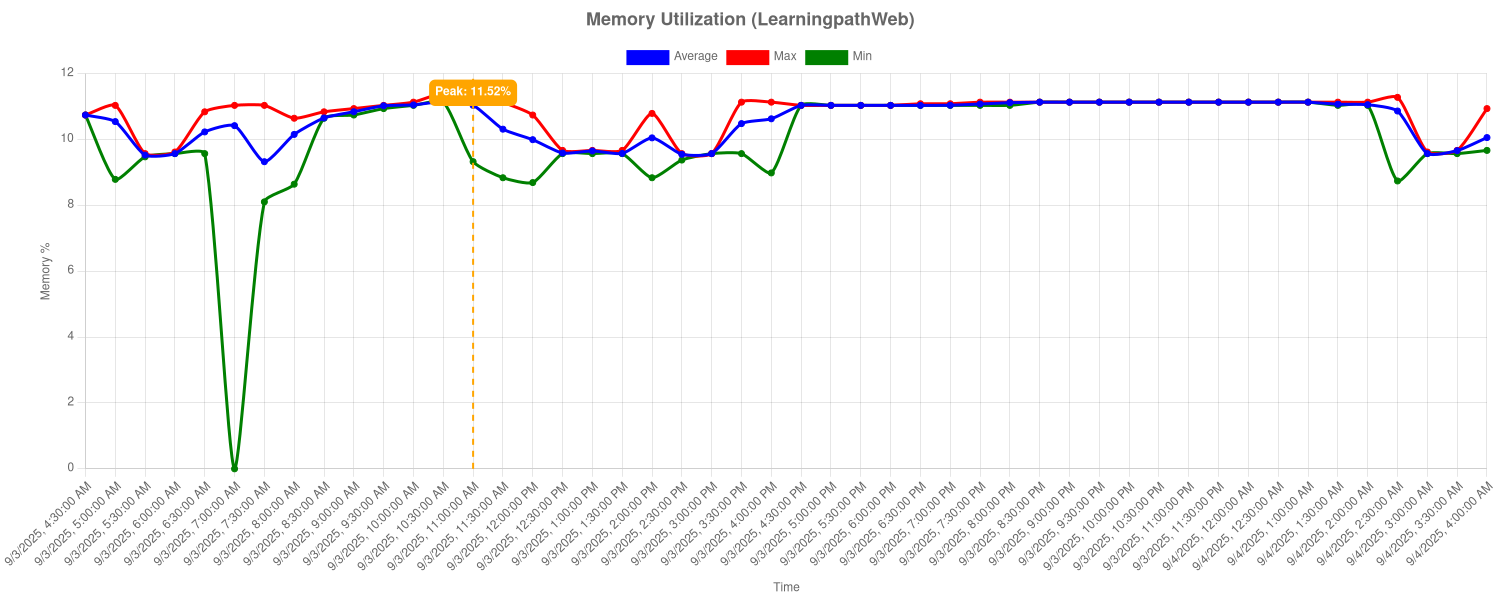 Memory Utilization (LearningpathWeb)
Average Max Min
Peak: 11.52%
12
10
8
6
4
2
0
Memory %
9/3/2025, 4:30:00 AM
9/3/2025, 5:00:00 AM
9/3/2025, 5:30:00 AM
9/3/2025, 6:00:00 AM
9/3/2025, 6:30:00 AM
9/3/2025, 7:00:00 AM
9/3/2025, 7:30:00 AM
9/3/2025, 8:00:00 AM
9/3/2025, 8:30:00 AM
9/3/2025, 9:00:00 AM
9/3/2025, 9:30:00 AM
9/3/2025, 10:00:00 AM
9/3/2025, 10:30:00 AM
9/3/2025, 11:00:00 AM
9/3/2025, 11:30:00 AM
9/3/2025, 12:00:00 PM
9/3/2025, 12:30:00 PM
9/3/2025, 1:00:00 PM
9/3/2025, 1:30:00 PM
9/3/2025, 2:00:00 PM
9/3/2025, 2:30:00 PM
9/3/2025, 3:00:00 PM
9/3/2025, 3:30:00 PM
9/3/2025, 4:00:00 PM
9/3/2025, 4:30:00 PM
9/3/2025, 5:00:00 PM
9/3/2025, 5:30:00 PM
9/3/2025, 6:00:00 PM
9/3/2025, 6:30:00 PM
9/3/2025, 7:00:00 PM
9/3/2025, 7:30:00 PM
9/3/2025, 8:00:00 PM
9/3/2025, 8:30:00 PM
9/3/2025, 9:00:00 PM
9/3/2025, 9:30:00 PM
9/3/2025, 10:00:00 PM
9/3/2025, 10:30:00 PM
9/3/2025, 11:00:00 PM
9/3/2025, 11:30:00 PM
9/4/2025, 12:00:00 AM
9/4/2025, 12:30:00 AM
9/4/2025, 1:00:00 AM
9/4/2025, 1:30:00 AM
9/4/2025, 2:00:00 AM
9/4/2025, 2:30:00 AM
9/4/2025, 3:00:00 AM
9/4/2025, 3:30:00 AM
9/4/2025, 4:00:00 AM
Time